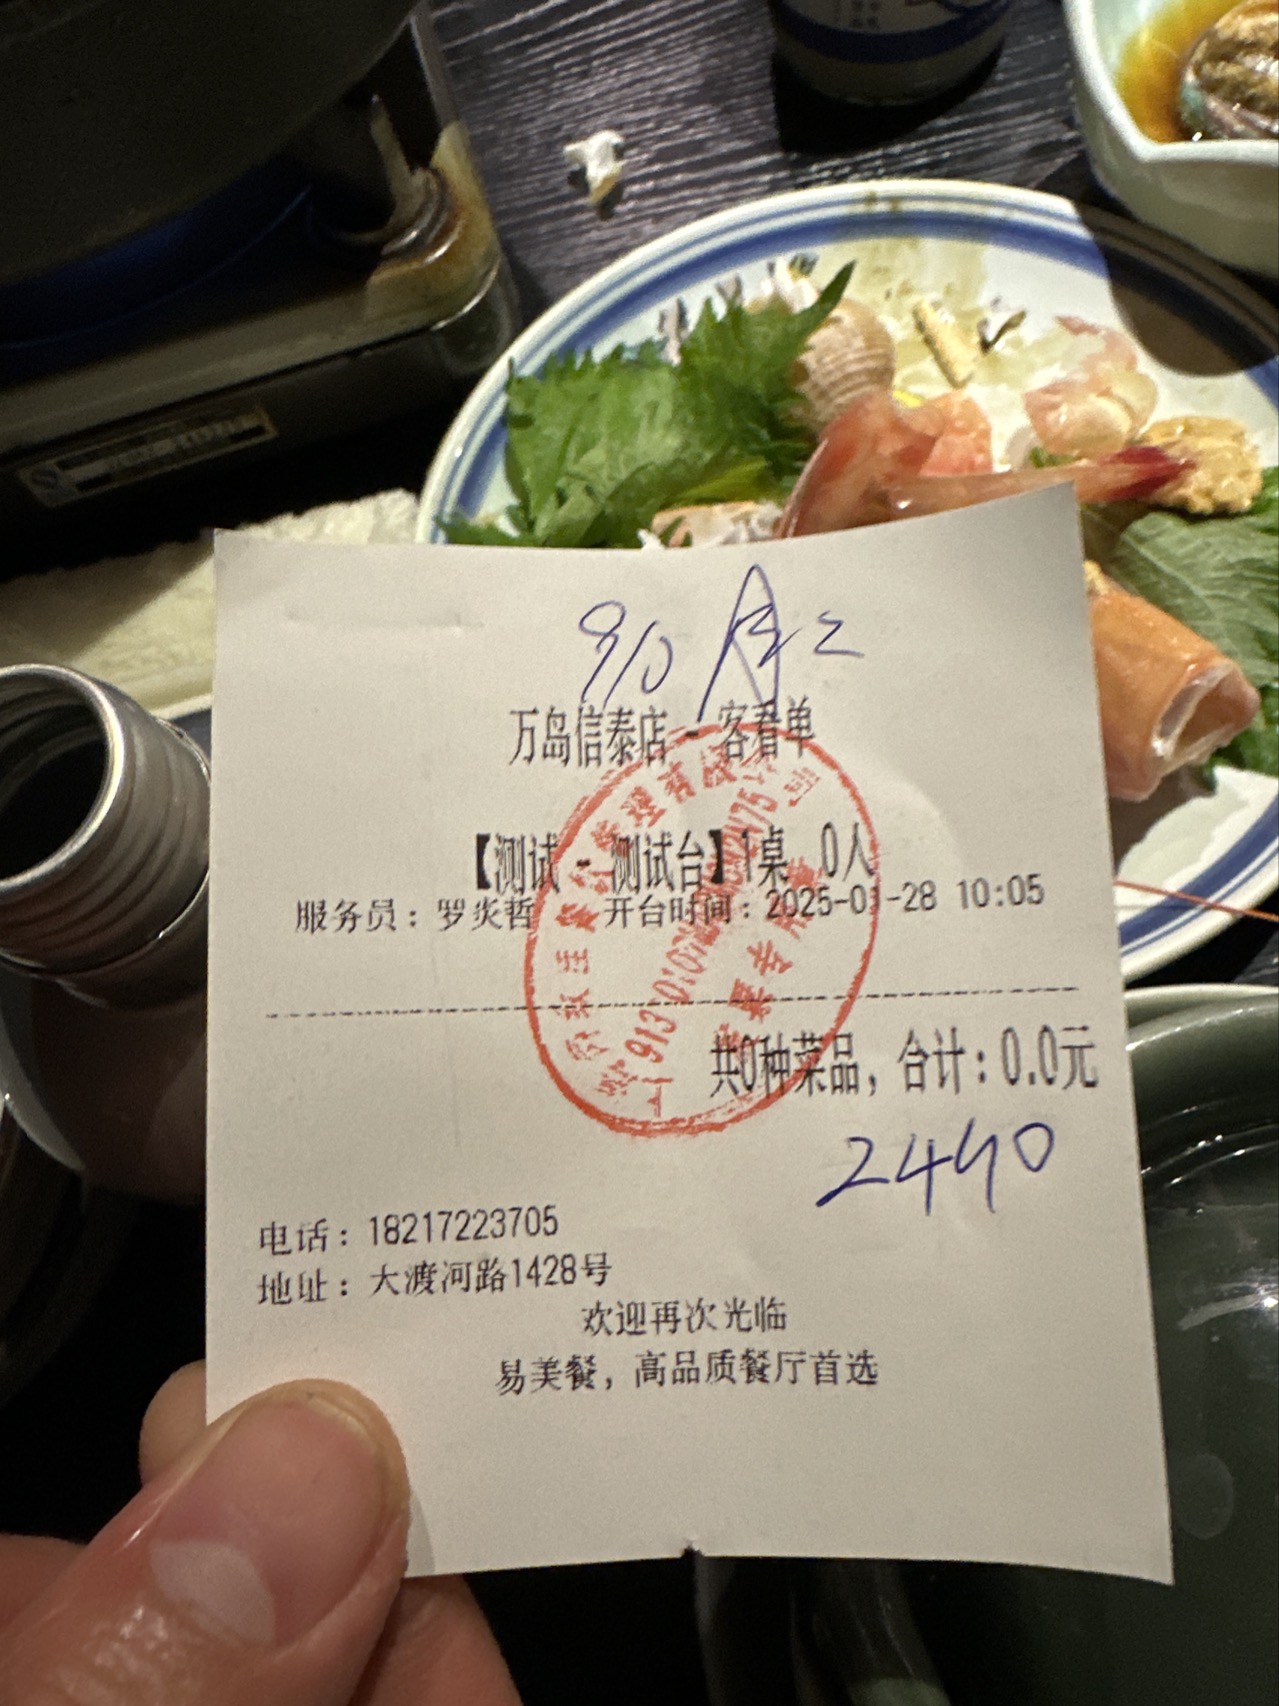 910
万岛信泰店 - 客看单
【测试 - 测试台】1桌 0人
服务员：罗炎哲 开台时间：2025-01-28 10:05
共0种菜品，合计：0.0元
2490
电话：18217223705
地址：大渡河路1428号
欢迎再次光临
易美餐，高品质餐厅首选